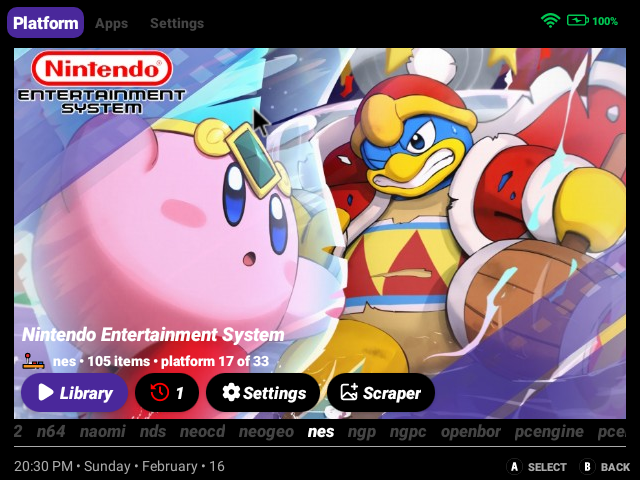 Platform Apps Settings 100%
Nintendo
ENTERTAINMENT
SYSTEM
Nintendo Entertainment System
nes • 105 items • platform 17 of 33
Library 1 Settings Scraper
2 n64 naomi nds neocd neogeo nes ngp ngpc openbor pcengine pce
20:30 PM • Sunday • February • 16 A SELECT B BACK